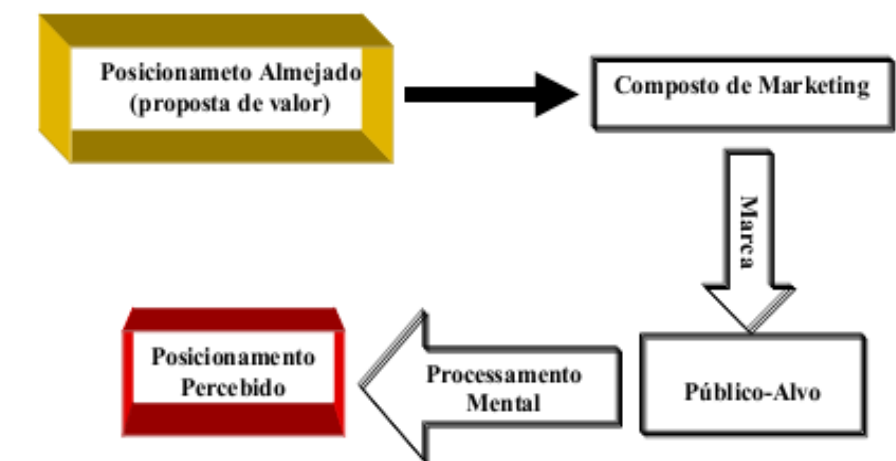 Posicionameto Almejado
(proposta de valor)
Composto de Marketing
Marca
Público-Alvo
Processamento
Mental
Posicionamento
Percebido